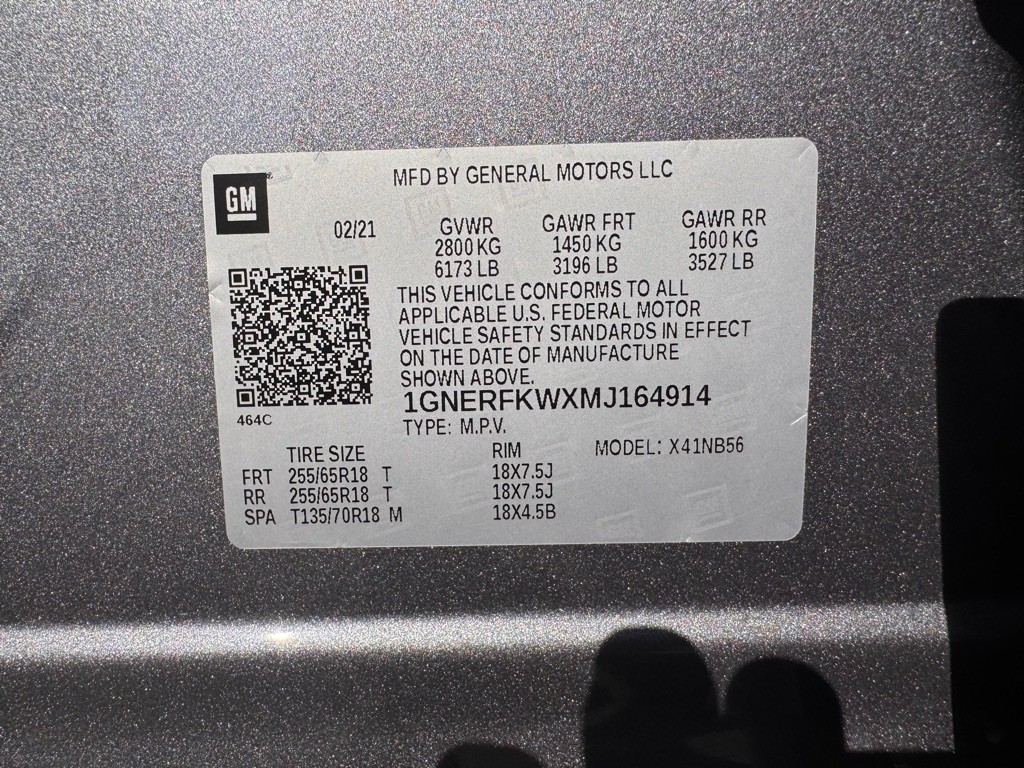 GM
MFD BY GENERAL MOTORS LLC
02/21 GVWR GAWR FRT GAWR RR
2800 KG 1450 KG 1600 KG
6173 LB 3196 LB 3527 LB
THIS VEHICLE CONFORMS TO ALL
APPLICABLE U.S. FEDERAL MOTOR
VEHICLE SAFETY STANDARDS IN EFFECT
ON THE DATE OF MANUFACTURE
SHOWN ABOVE.
1GNERFKWXMJ164914
464C
TYPE: M.P.V.
TIRE SIZE RIM MODEL: X41NB56
FRT 255/65R18 T 18X7.5J
RR 255/65R18 T 18X7.5J
SPA T135/70R18 M 18X4.5B